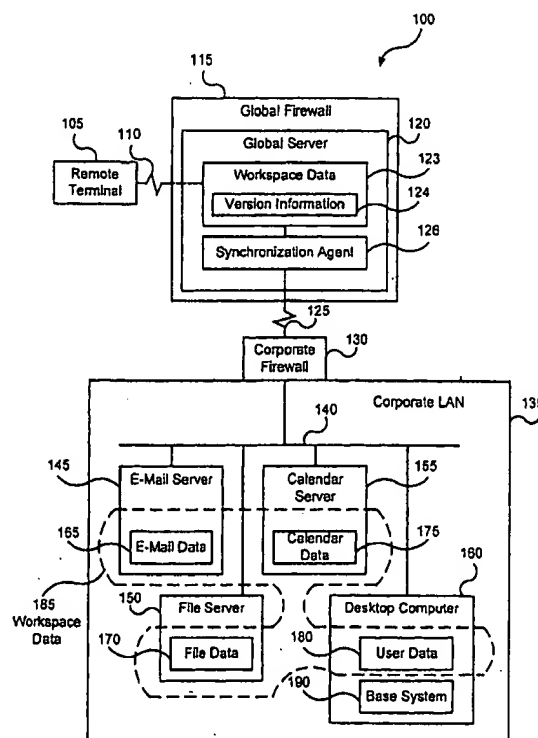 100
115
Global Firewall
120
Global Server
105
110
123
Remote Terminal
Workspace Data
124
Version Information
126
Synchronization Agent
125
130
Corporate Firewall
135
Corporate LAN
140
145
E-Mail Server
Calendar Server
155
165
E-Mail Data
Calendar Data
175
160
185
Workspace Data
150
File Server
Desktop Computer
170
File Data
180
User Data
190
Base System